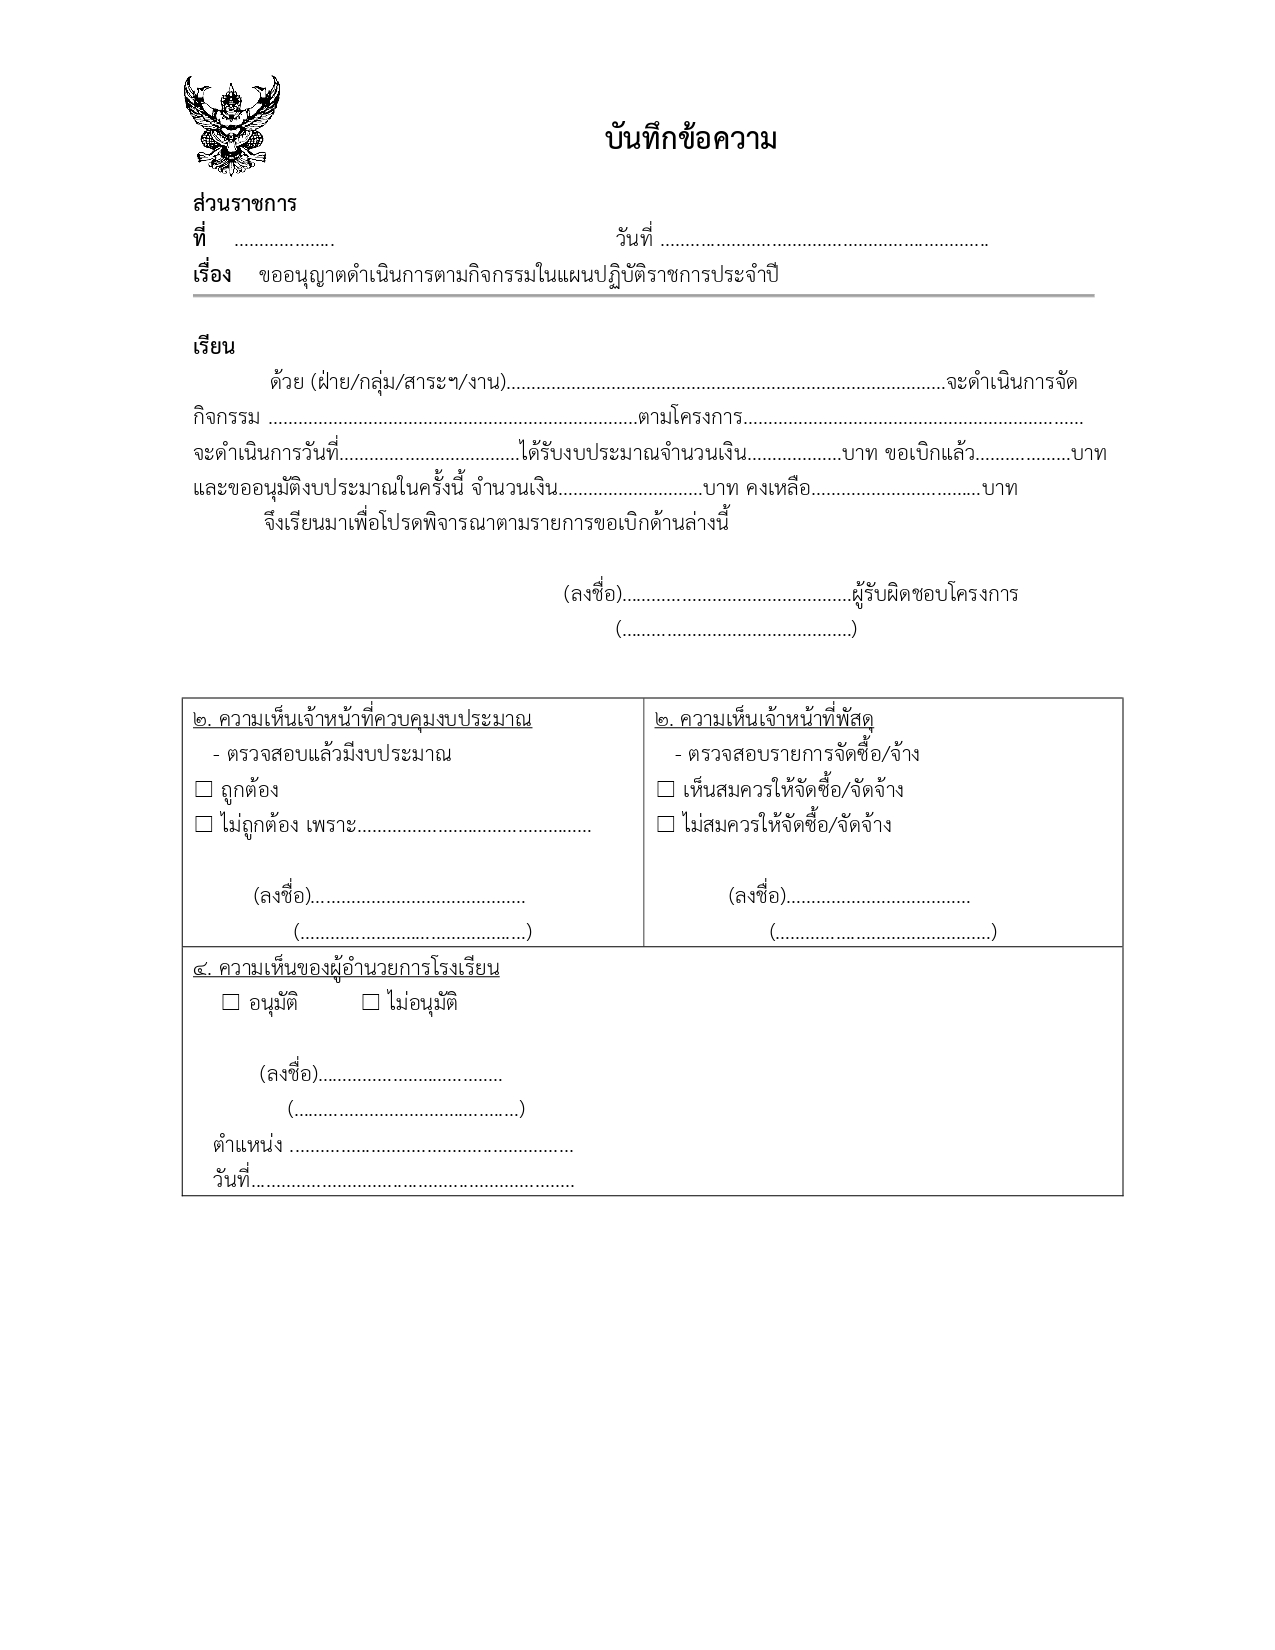 บันทึกข้อความ
ส่วนราชการ
ที่ .................... วันที่ ..................................................................
เรื่อง ขออนุญาตดำเนินการตามกิจกรรมในแผนปฏิบัติราชการประจำปี
เรียน
ด้วย (ฝ่าย/กลุ่ม/สาระฯ/งาน)........................................................................................จะดำเนินการจัด
กิจกรรม ..........................................................................ตามโครงการ....................................................................
จะดำเนินการวันที่....................................ได้รับงบประมาณจำนวนเงิน...................บาท ขอเบิกแล้ว...................บาท
และขออนุมัติงบประมาณในครั้งนี้ จำนวนเงิน.............................บาท คงเหลือ..................................บาท
จึงเรียนมาเพื่อโปรดพิจารณาตามรายการขอเบิกด้านล่างนี้
(ลงชื่อ)..............................................ผู้รับผิดชอบโครงการ
(..............................................)
๒. ความเห็นเจ้าหน้าที่ควบคุมงบประมาณ
- ตรวจสอบแล้วมีงบประมาณ
☐ ถูกต้อง
☐ ไม่ถูกต้อง เพราะ...............................................
(ลงชื่อ)...........................................
(.............................................)
๒. ความเห็นเจ้าหน้าที่พัสดุ
- ตรวจสอบรายการจัดซื้อ/จ้าง
☐ เห็นสมควรให้จัดซื้อ/จัดจ้าง
☐ ไม่สมควรให้จัดซื้อ/จัดจ้าง
(ลงชื่อ).....................................
(...........................................)
๔. ความเห็นของผู้อำนวยการโรงเรียน
☐ อนุมัติ ☐ ไม่อนุมัติ
(ลงชื่อ).....................................
(.............................................)
ตำแหน่ง .........................................................
วันที่.................................................................